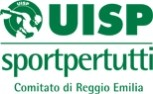 UISP
sportpertutti
Comitato di Reggio Emilia